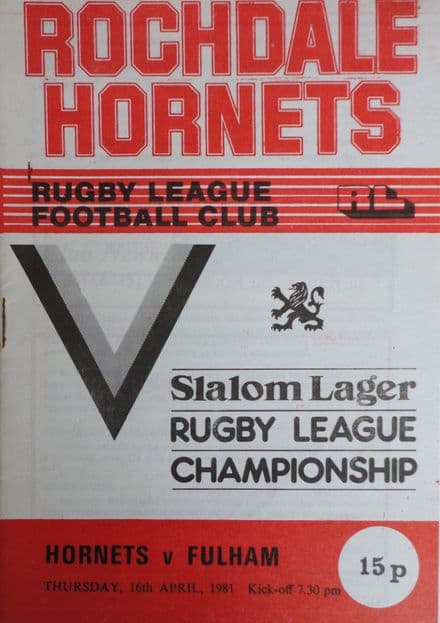 ROCHDALE
HORNETS
RUGBY LEAGUE
FOOTBALL CLUB
RL
Slalom Lager
RUGBY LEAGUE
CHAMPIONSHIP
HORNETS v FULHAM
THURSDAY, 16th APRIL, 1981 Kick-off 7.30 pm
15p